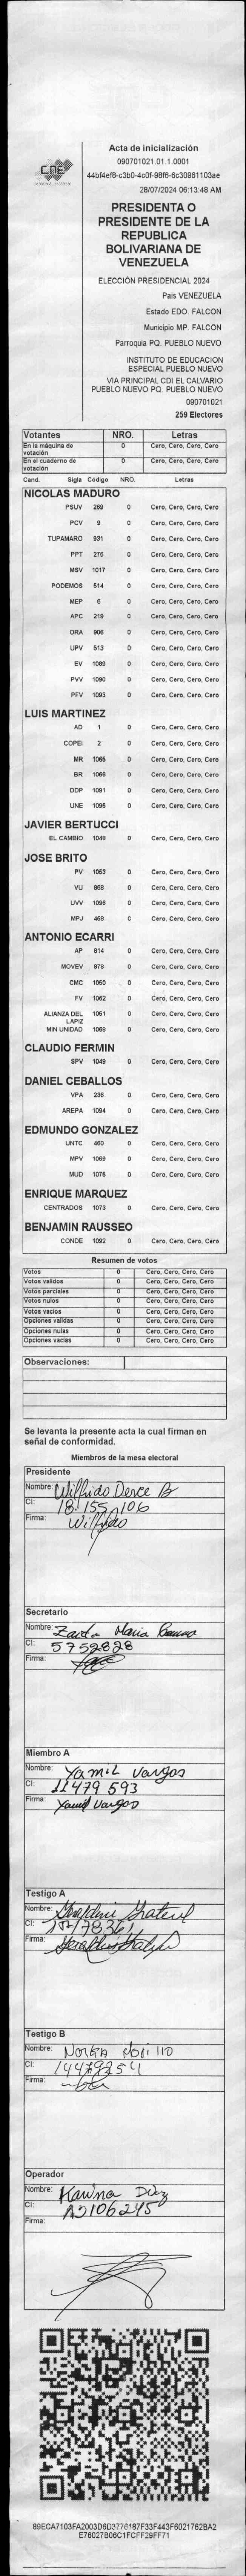 CNE
Acta de inicialización
090701021.01.1.0001
44bf4ef8-c3b0-4c0f-98f6-6c30961103ae
28/07/2024 06:13:48 AM
PRESIDENTA O
PRESIDENTE DE LA
REPUBLICA
BOLIVARIANA DE
VENEZUELA
ELECCIÓN PRESIDENCIAL 2024
País VENEZUELA
Estado EDO. FALCON
Municipio MP. FALCON
Parroquia PQ. PUEBLO NUEVO
INSTITUTO DE EDUCACION
ESPECIAL PUEBLO NUEVO
VIA PRINCIPAL CDI EL CALVARIO
PUEBLO NUEVO PQ. PUEBLO NUEVO
090701021
259 Electores
Votantes NRO. Letras
En la máquina de votación 0 Cero, Cero, Cero, Cero
En el cuaderno de votación 0 Cero, Cero, Cero, Cero
Cand. Sigla Código NRO. Letras
NICOLAS MADURO
PSUV 269 0 Cero, Cero, Cero, Cero
PCV 9 0 Cero, Cero, Cero, Cero
TUPAMARO 931 0 Cero, Cero, Cero, Cero
PPT 276 0 Cero, Cero, Cero, Cero
MSV 1017 0 Cero, Cero, Cero, Cero
PODEMOS 514 0 Cero, Cero, Cero, Cero
MEP 6 0 Cero, Cero, Cero, Cero
APC 219 0 Cero, Cero, Cero, Cero
ORA 906 0 Cero, Cero, Cero, Cero
UPV 513 0 Cero, Cero, Cero, Cero
EV 1089 0 Cero, Cero, Cero, Cero
PVV 1090 0 Cero, Cero, Cero, Cero
PFV 1093 0 Cero, Cero, Cero, Cero
LUIS MARTINEZ
AD 1 0 Cero, Cero, Cero, Cero
COPEI 2 0 Cero, Cero, Cero, Cero
MR 1065 0 Cero, Cero, Cero, Cero
BR 1066 0 Cero, Cero, Cero, Cero
DDP 1091 0 Cero, Cero, Cero, Cero
UNE 1095 0 Cero, Cero, Cero, Cero
JAVIER BERTUCCI
EL CAMBIO 1048 0 Cero, Cero, Cero, Cero
JOSE BRITO
PV 1053 0 Cero, Cero, Cero, Cero
VU 868 0 Cero, Cero, Cero, Cero
UVV 1096 0 Cero, Cero, Cero, Cero
MPJ 459 0 Cero, Cero, Cero, Cero
ANTONIO ECARRI
AP 814 0 Cero, Cero, Cero, Cero
MOVEV 878 0 Cero, Cero, Cero, Cero
CMC 1050 0 Cero, Cero, Cero, Cero
FV 1052 0 Cero, Cero, Cero, Cero
ALIANZA DEL LAPIZ 1051 0 Cero, Cero, Cero, Cero
MIN UNIDAD 1068 0 Cero, Cero, Cero, Cero
CLAUDIO FERMIN
SPV 1049 0 Cero, Cero, Cero, Cero
DANIEL CEBALLOS
VPA 236 0 Cero, Cero, Cero, Cero
AREPA 1094 0 Cero, Cero, Cero, Cero
EDMUNDO GONZALEZ
UNTC 460 0 Cero, Cero, Cero, Cero
MPV 1069 0 Cero, Cero, Cero, Cero
MUD 1075 0 Cero, Cero, Cero, Cero
ENRIQUE MARQUEZ
CENTRADOS 1073 0 Cero, Cero, Cero, Cero
BENJAMIN RAUSSEO
CONDE 1092 0 Cero, Cero, Cero, Cero
Resumen de votos
Votos 0 Cero, Cero, Cero, Cero
Votos validos 0 Cero, Cero, Cero, Cero
Votos parciales 0 Cero, Cero, Cero, Cero
Votos nulos 0 Cero, Cero, Cero, Cero
Votos vacios 0 Cero, Cero, Cero, Cero
Opciones validas 0 Cero, Cero, Cero, Cero
Opciones nulas 0 Cero, Cero, Cero, Cero
Opciones vacias 0 Cero, Cero, Cero, Cero
Observaciones:
Se levanta la presente acta la cual firman en
señal de conformidad.
Miembros de la mesa electoral
Presidente
Nombre: Wilfrido
CI: 18.155.106
Firma: Wilfrido
Secretario
Nombre: Maria
CI: 5752828
Firma:
Miembro A
Nombre: Yamil Vargas
CI: 11479593
Firma: Yamil Vargas
Testigo A
Nombre:
CI:
Firma:
Testigo B
Nombre:
CI:
Firma:
Operador
Nombre: Karina Diaz
CI:
Firma:
89ECA7103FA2003D6D3776187F33F443F6021762BA2
E76027B06C1FCFF29FF71